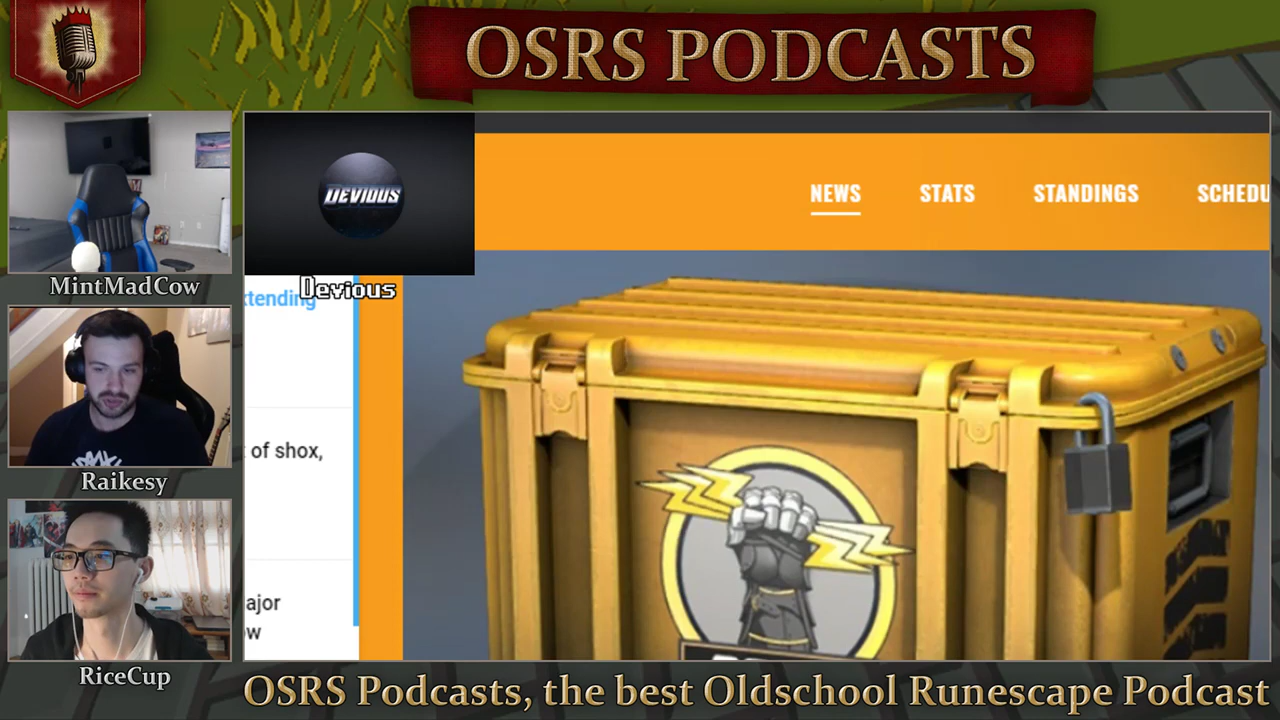 OSRS PODCASTS
MintMadCow
Raikesy
RiceCup
DEVIOUS
Devious
NEWS STATS STANDINGS SCHEDU
xtending
of shox,
ajor
ow
OSRS Podcasts, the best Oldschool Runescape Podcast